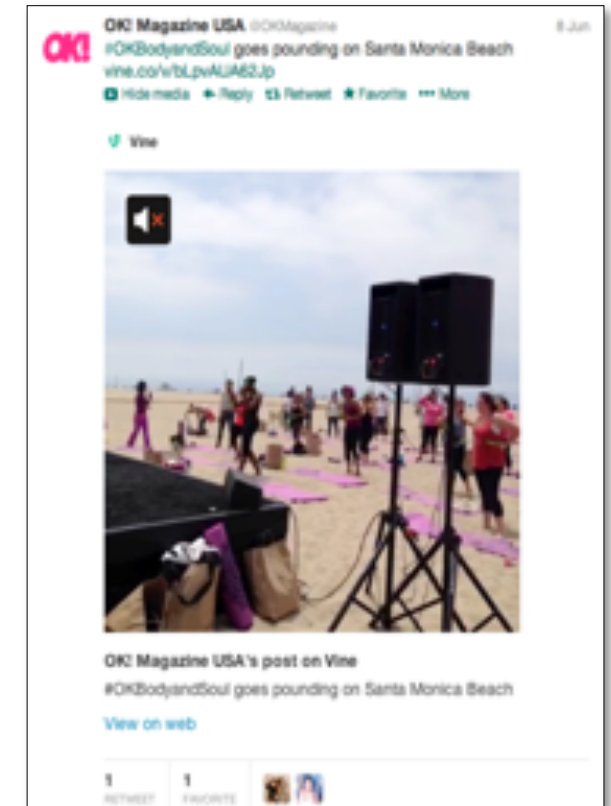 OK! Magazine USA @OKMagazine 8 Jun
OK!
#OKBodyandSoul goes pounding on Santa Monica Beach
vine.co/v/bLpvAUA62Jp
Hide media Reply Retweet Favorite More
Vine
OK! Magazine USA's post on Vine
#OKBodyandSoul goes pounding on Santa Monica Beach
View on web
1 1
RETWEET FAVORITE